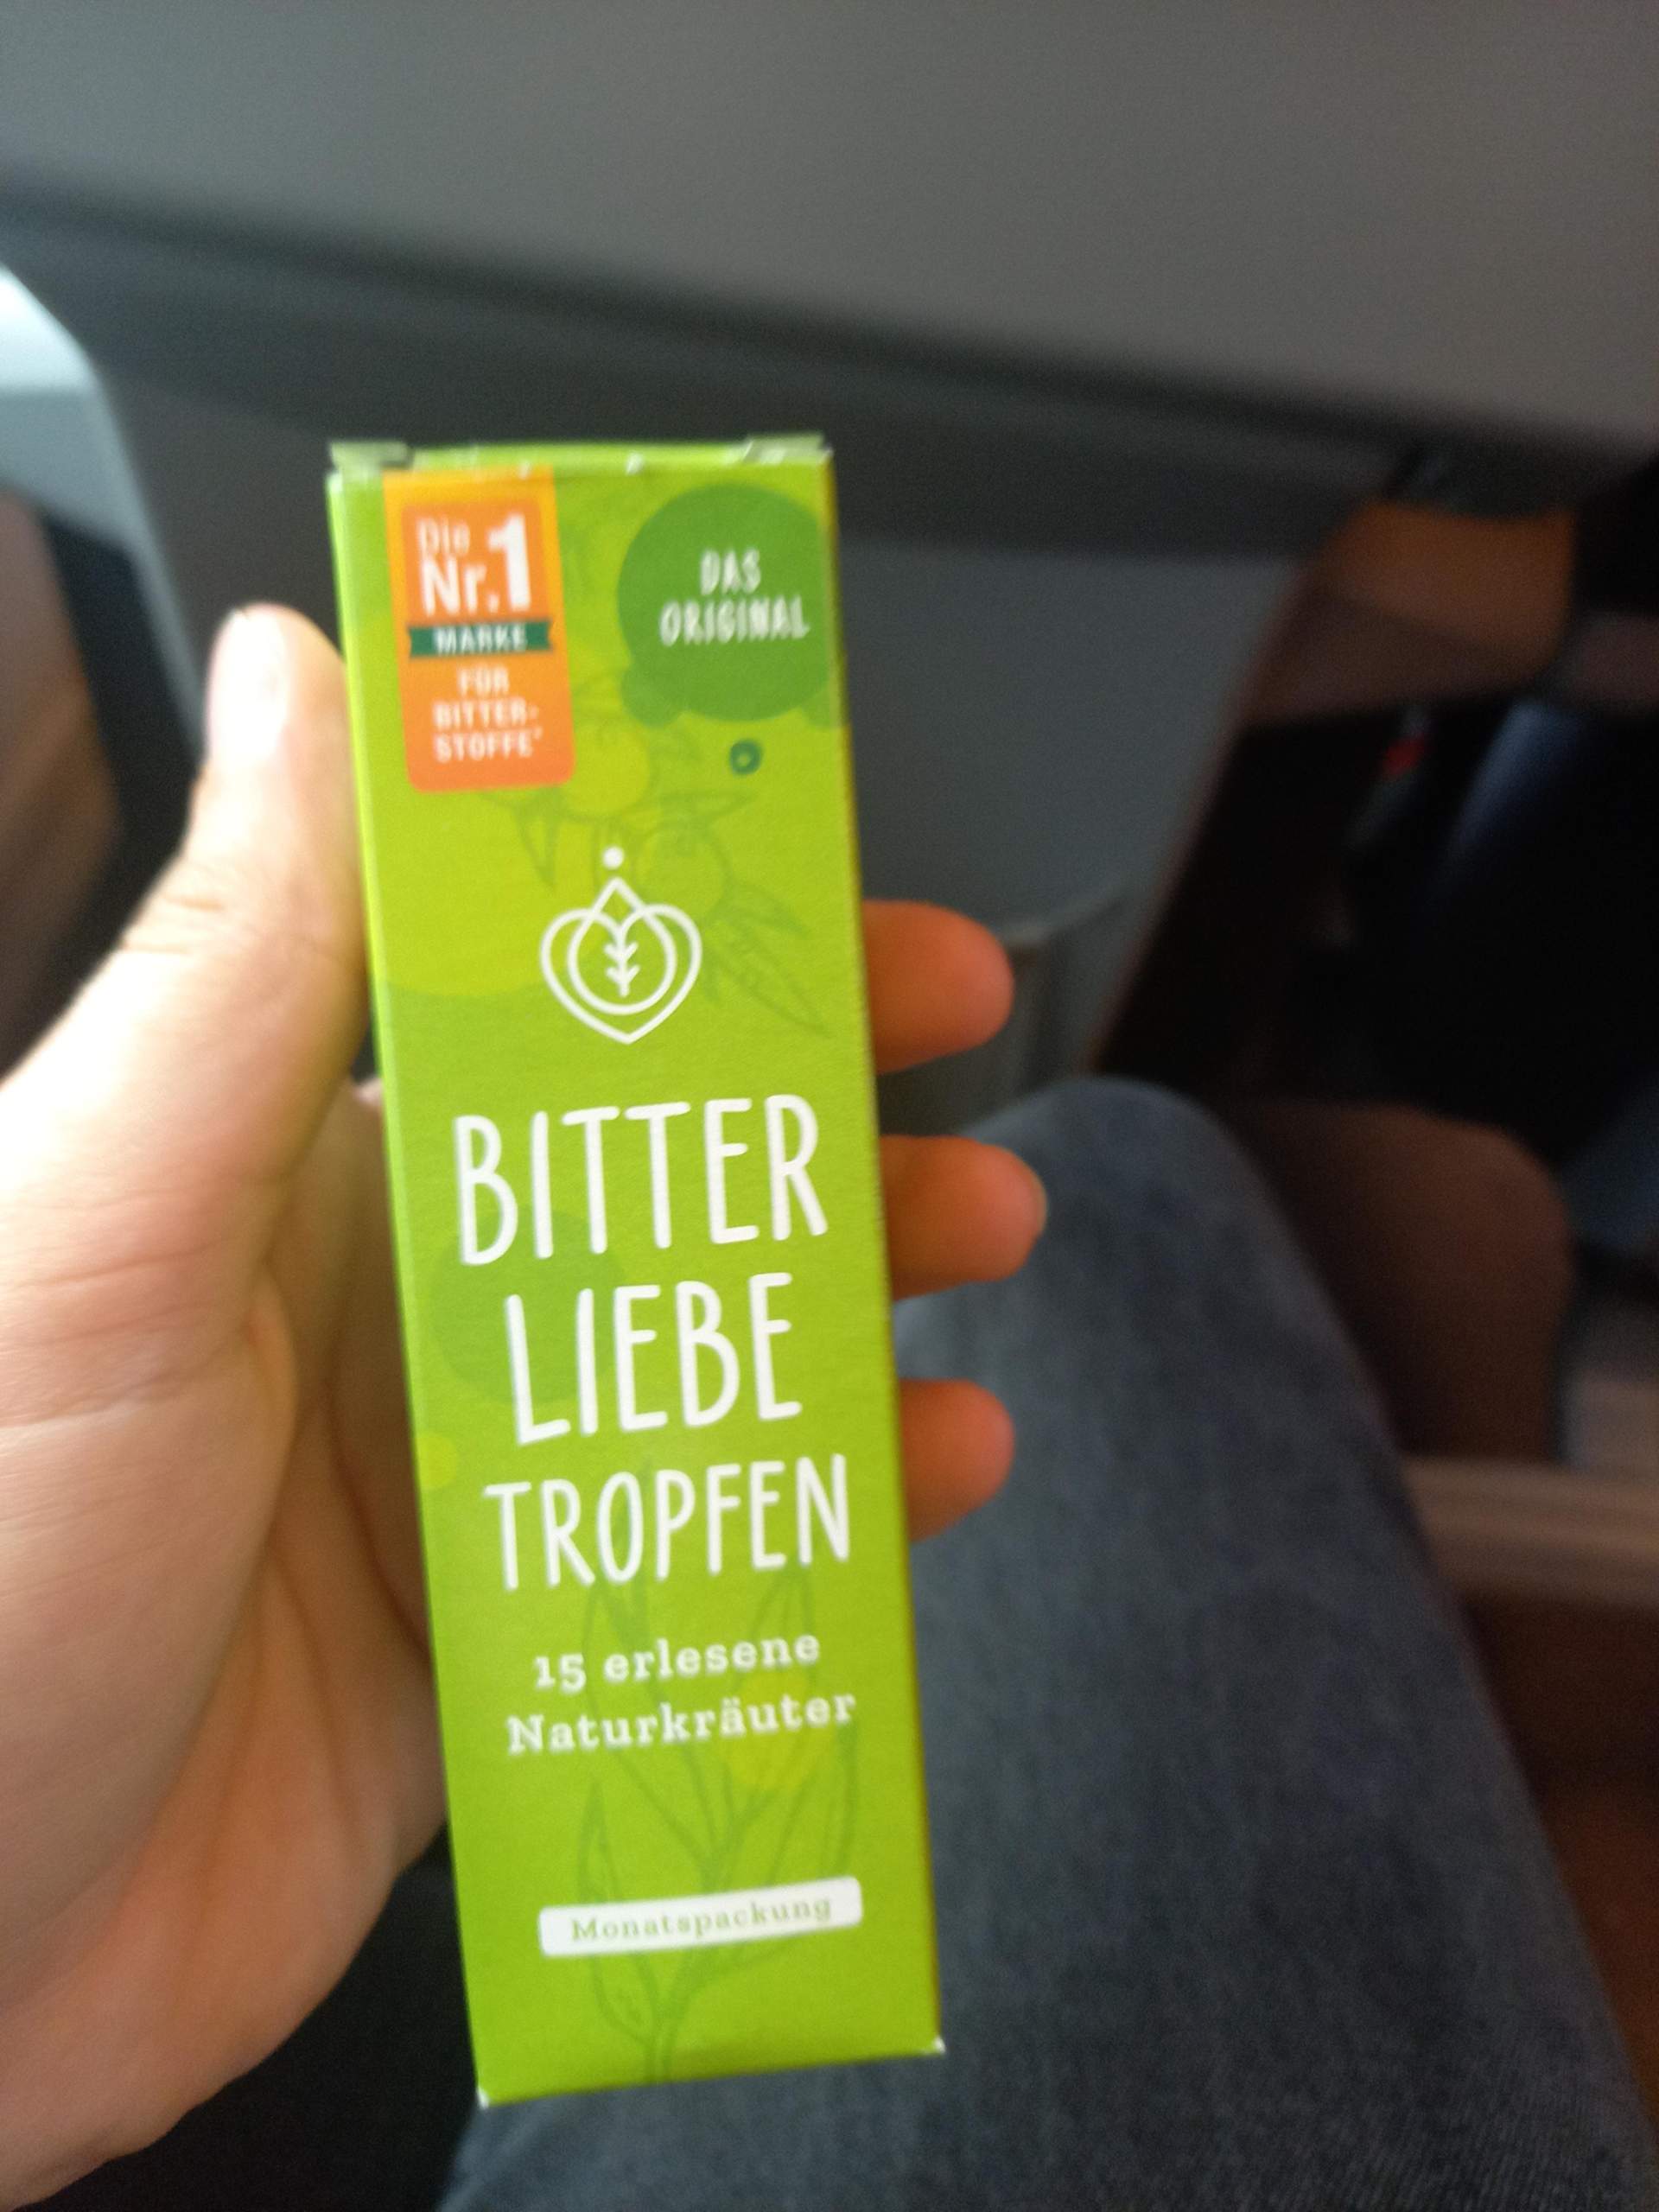 Die
Nr.1
MARKE
FÜR
BITTER-
STOFFE*
DAS
ORIGINAL
BITTER
LIEBE
TROPFEN
15 erlesene
Naturkräuter
Monatspackung